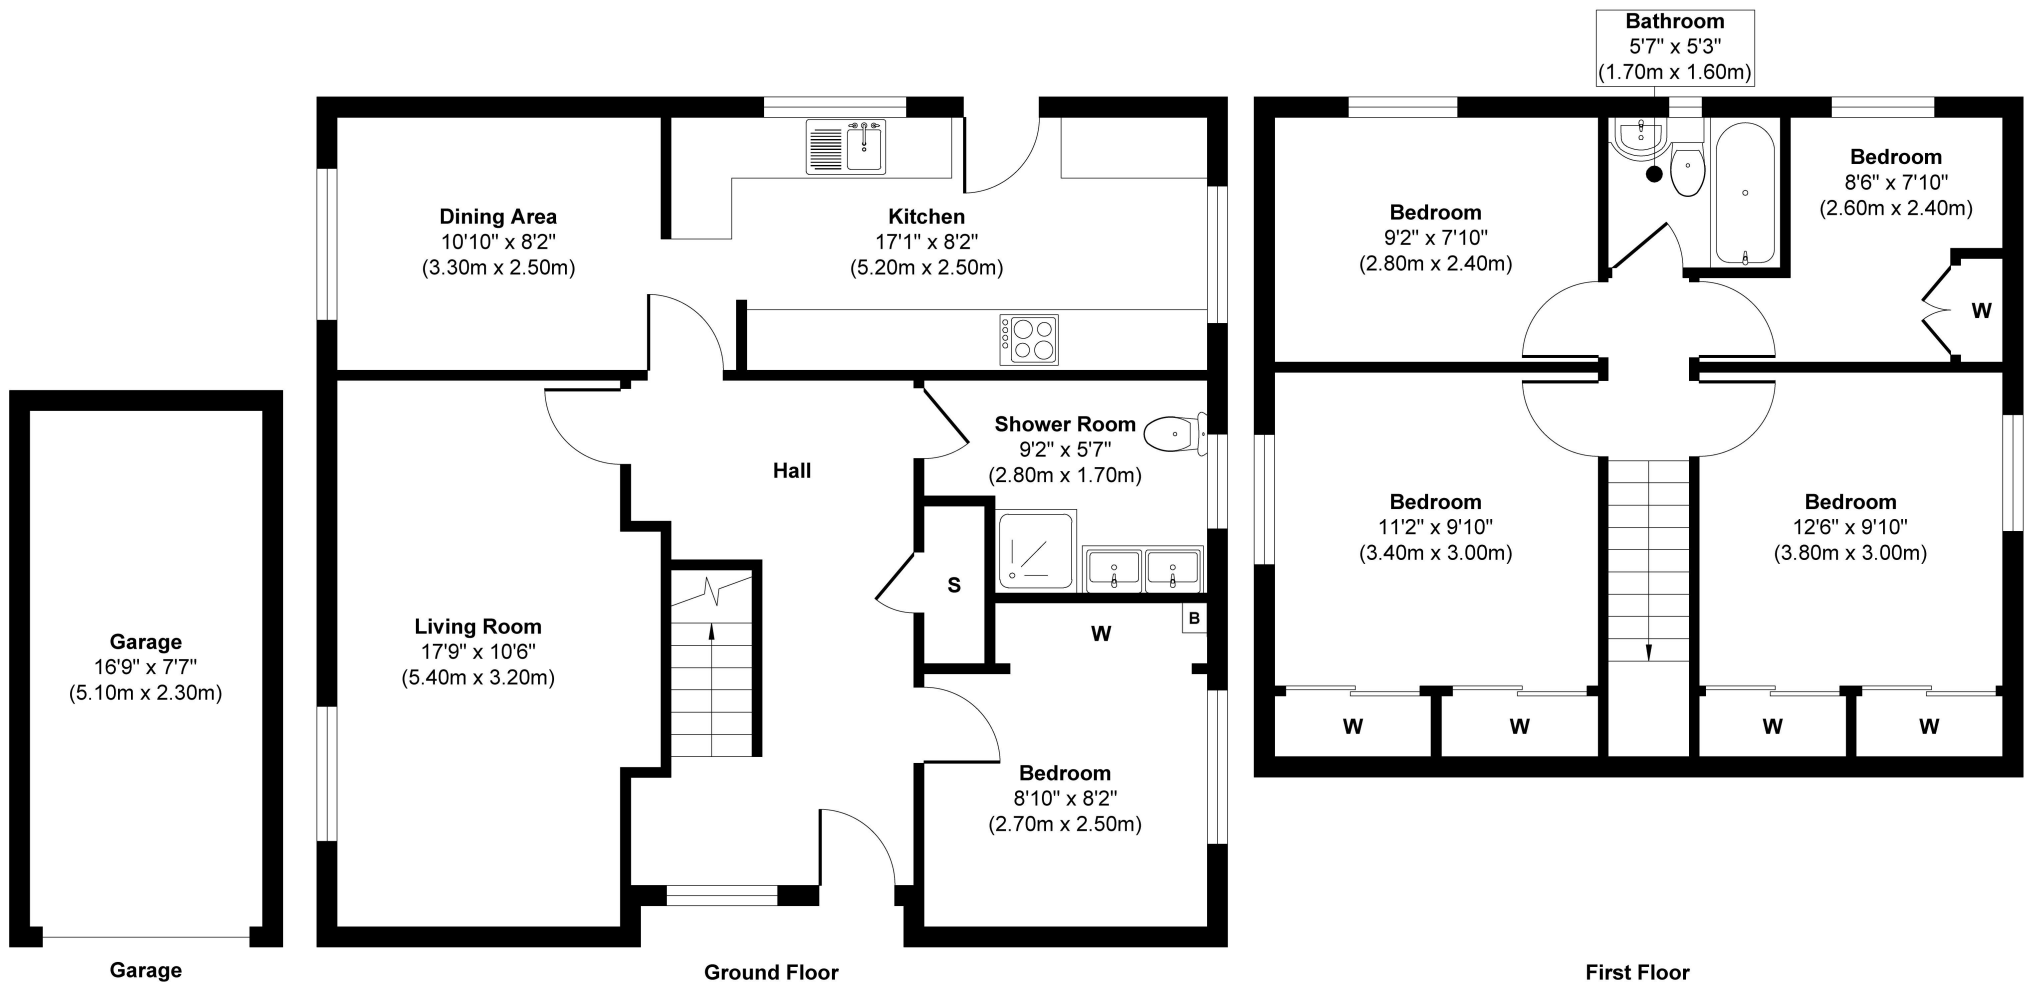 Bathroom
5'7" x 5'3"
(1.70m x 1.60m)
Dining Area
10'10" x 8'2"
(3.30m x 2.50m)
Kitchen
17'1" x 8'2"
(5.20m x 2.50m)
Bedroom
9'2" x 7'10"
(2.80m x 2.40m)
Bedroom
8'6" x 7'10"
(2.60m x 2.40m)
W
Hall
Shower Room
9'2" x 5'7"
(2.80m x 1.70m)
S
Living Room
17'9" x 10'6"
(5.40m x 3.20m)
W
B
Bedroom
8'10" x 8'2"
(2.70m x 2.50m)
Bedroom
11'2" x 9'10"
(3.40m x 3.00m)
Bedroom
12'6" x 9'10"
(3.80m x 3.00m)
W
W
W
W
Garage
16'9" x 7'7"
(5.10m x 2.30m)
Garage
Ground Floor
First Floor